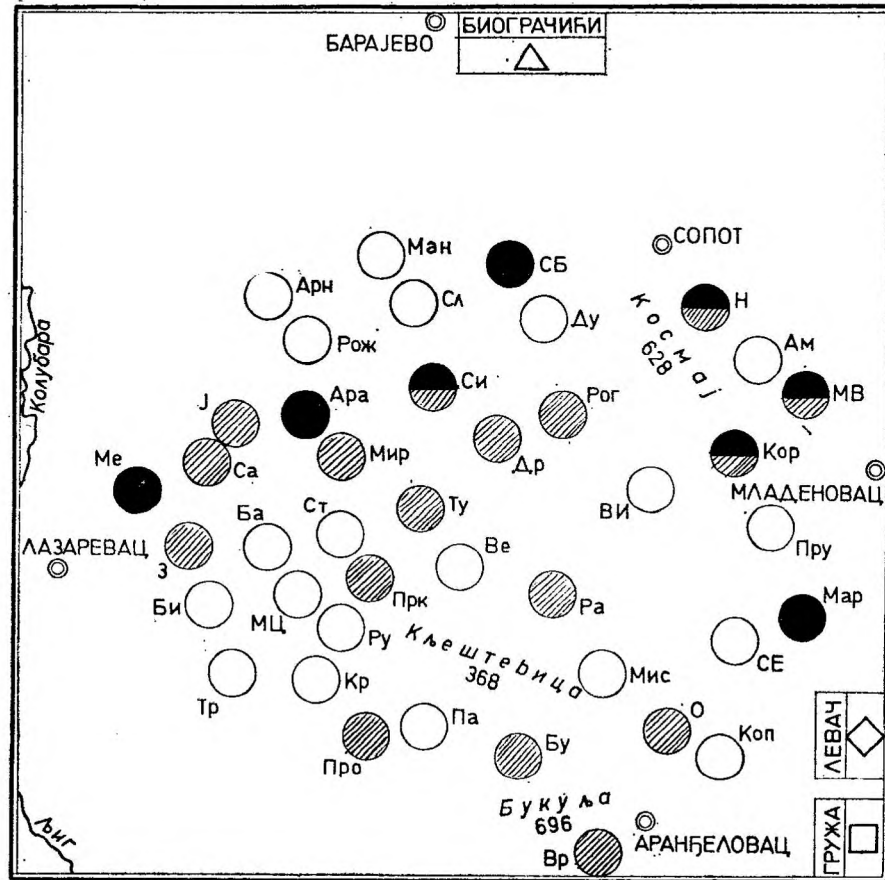 БИОГРАЧИЋИ
БАРАЈЕВО
Ман
СБ
СОПОТ
Арн
Сл
Ду
Н
Рож
Космај
628
Ам
Колубара
Ј
Ара
Си
Рог
МВ
Ме
Са
Мир
Др
Кор
МЛАДЕНОВАЦ
Ту
ВИ
Ст
Ба
Ве
Пру
ЛАЗАРЕВАЦ
З
Прк
Ра
Мар
Би
МЦ
Ру
Кљештевица
368
Мис
СЕ
Тр
Кр
О
Па
Про
Бу
Коп
ЛЕВАЧ
Букуља
696
Љиг
АРАНЂЕЛОВАЦ
Вр
ГРУЖА